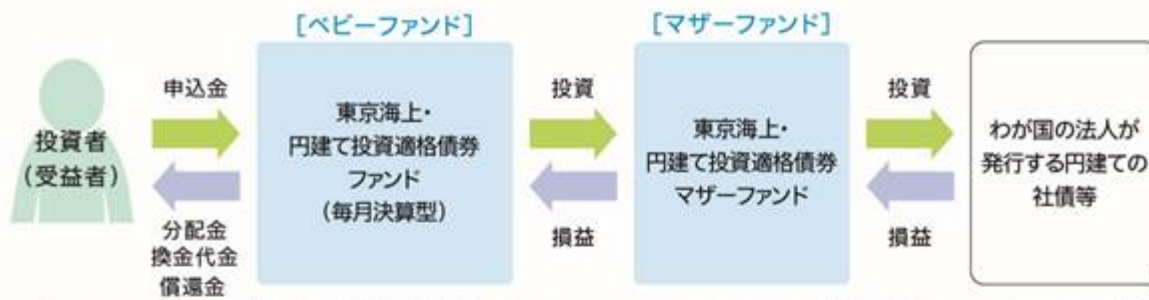 [ベビーファンド]
[マザーファンド]
投資者
(受益者)
申込金
分配金
換金代金
償還金
東京海上・
円建て投資適格債券
ファンド
(毎月決算型)
投資
損益
東京海上・
円建て投資適格債券
マザーファンド
投資
損益
わが国の法人が
発行する円建ての
社債等